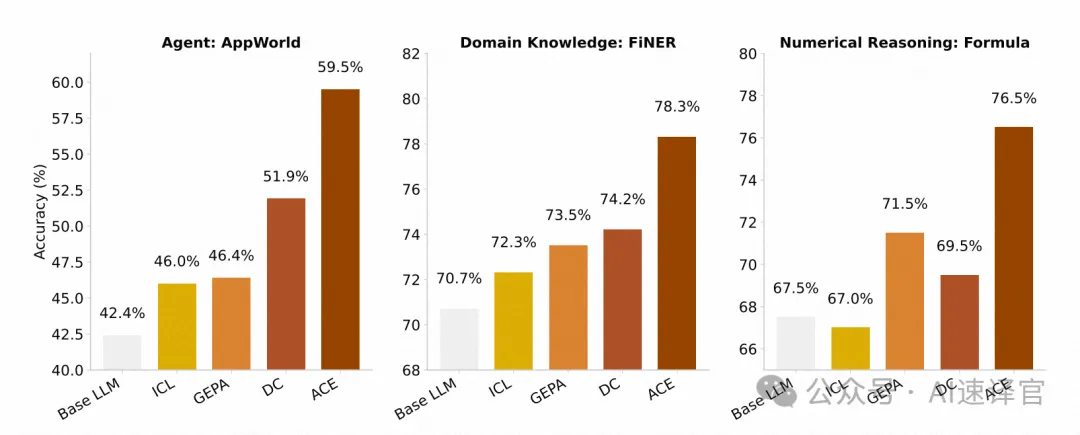 Agent: AppWorld
Accuracy (%)
60.0
57.5
55.0
52.5
50.0
47.5
45.0
42.5
40.0
42.4%
46.0%
46.4%
51.9%
59.5%
Base LLM
ICL
GEPA
DC
ACE
Domain Knowledge: FiNER
82
80
78
76
74
72
70
68
70.7%
72.3%
73.5%
74.2%
78.3%
Base LLM
ICL
GEPA
DC
ACE
Numerical Reasoning: Formula
80
78
76
74
72
70
68
66
67.5%
67.0%
71.5%
69.5%
76.5%
Base LLM
ICL
GEPA
DC
ACE
公众号 · AI速译官